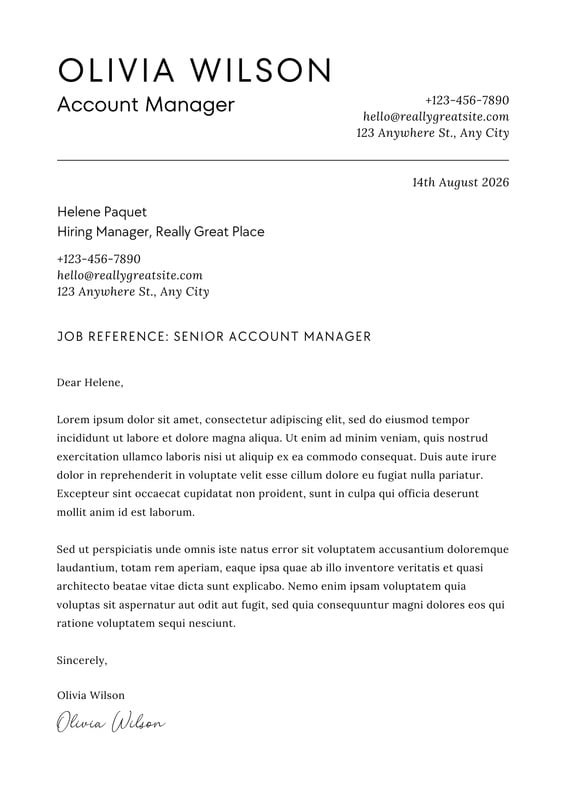 OLIVIA WILSON
Account Manager
+123-456-7890
hello@reallygreatsite.com
123 Anywhere St., Any City
14th August 2026
Helene Paquet
Hiring Manager, Really Great Place
+123-456-7890
hello@reallygreatsite.com
123 Anywhere St., Any City
JOB REFERENCE: SENIOR ACCOUNT MANAGER
Dear Helene,
Lorem ipsum dolor sit amet, consectetur adipiscing elit, sed do eiusmod tempor
incididunt ut labore et dolore magna aliqua. Ut enim ad minim veniam, quis nostrud
exercitation ullamco laboris nisi ut aliquip ex ea commodo consequat. Duis aute irure
dolor in reprehenderit in voluptate velit esse cillum dolore eu fugiat nulla pariatur.
Excepteur sint occaecat cupidatat non proident, sunt in culpa qui officia deserunt
mollit anim id est laborum.
Sed ut perspiciatis unde omnis iste natus error sit voluptatem accusantium doloremque
laudantium, totam rem aperiam, eaque ipsa quae ab illo inventore veritatis et quasi
architecto beatae vitae dicta sunt explicabo. Nemo enim ipsam voluptatem quia
voluptas sit aspernatur aut odit aut fugit, sed quia consequuntur magni dolores eos qui
ratione voluptatem sequi nesciunt.
Sincerely,
Olivia Wilson
Olivia Wilson